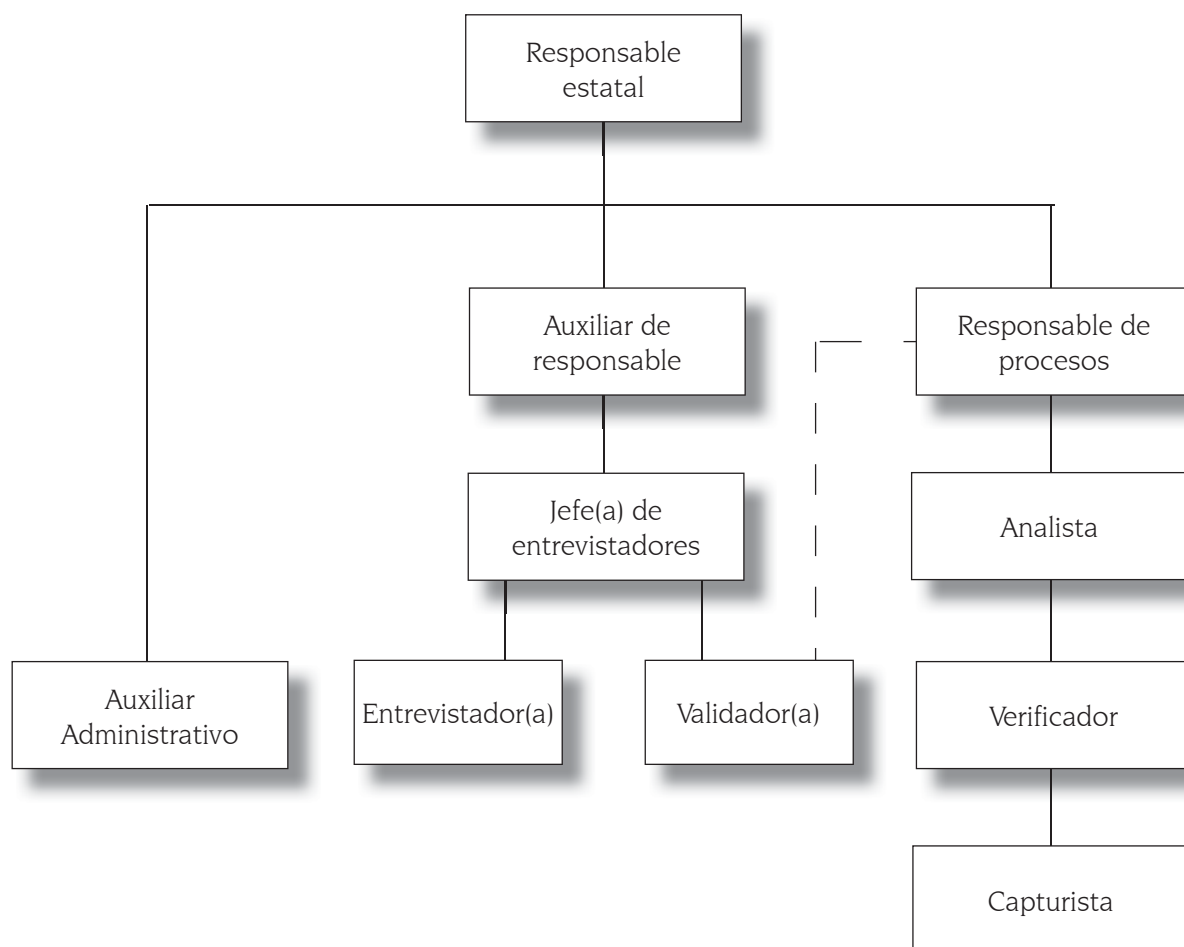 Responsable
estatal
Auxiliar de
responsable
Responsable de
procesos
Jefe(a) de
entrevistadores
Analista
Auxiliar
Administrativo
Entrevistador(a)
Validador(a)
Verificador
Capturista